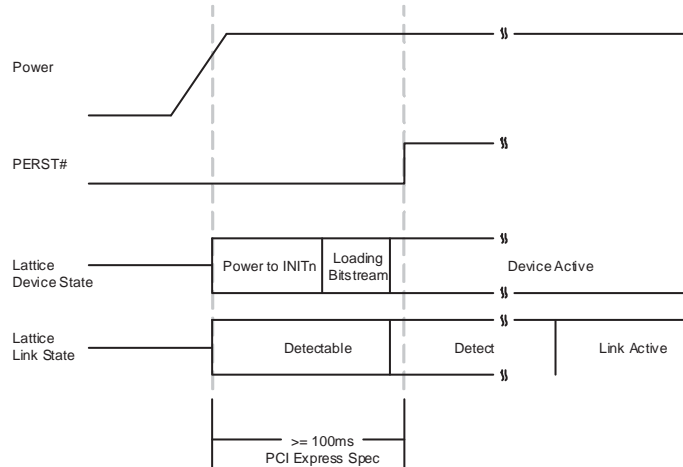 Power
PERST#
Lattice
Device State
Power to INITn
Loading
Bitstream
Device Active
Lattice
Link State
Detectable
Detect
Link Active
>= 100ms
PCI Express Spec